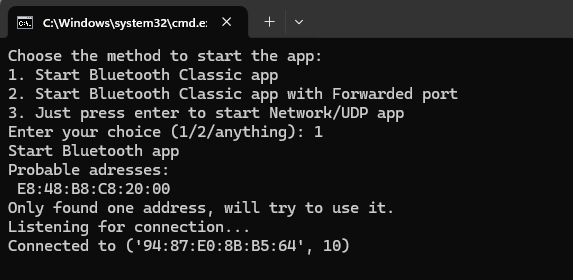 C:\Windows\system32\cmd.e:
Choose the method to start the app:
1. Start Bluetooth Classic app
2. Start Bluetooth Classic app with Forwarded port
3. Just press enter to start Network/UDP app
Enter your choice (1/2/anything): 1
Start Bluetooth app
Probable adresses:
 E8:48:B8:C8:20:00
Only found one address, will try to use it.
Listening for connection...
Connected to ('94:87:E0:8B:B5:64', 10)